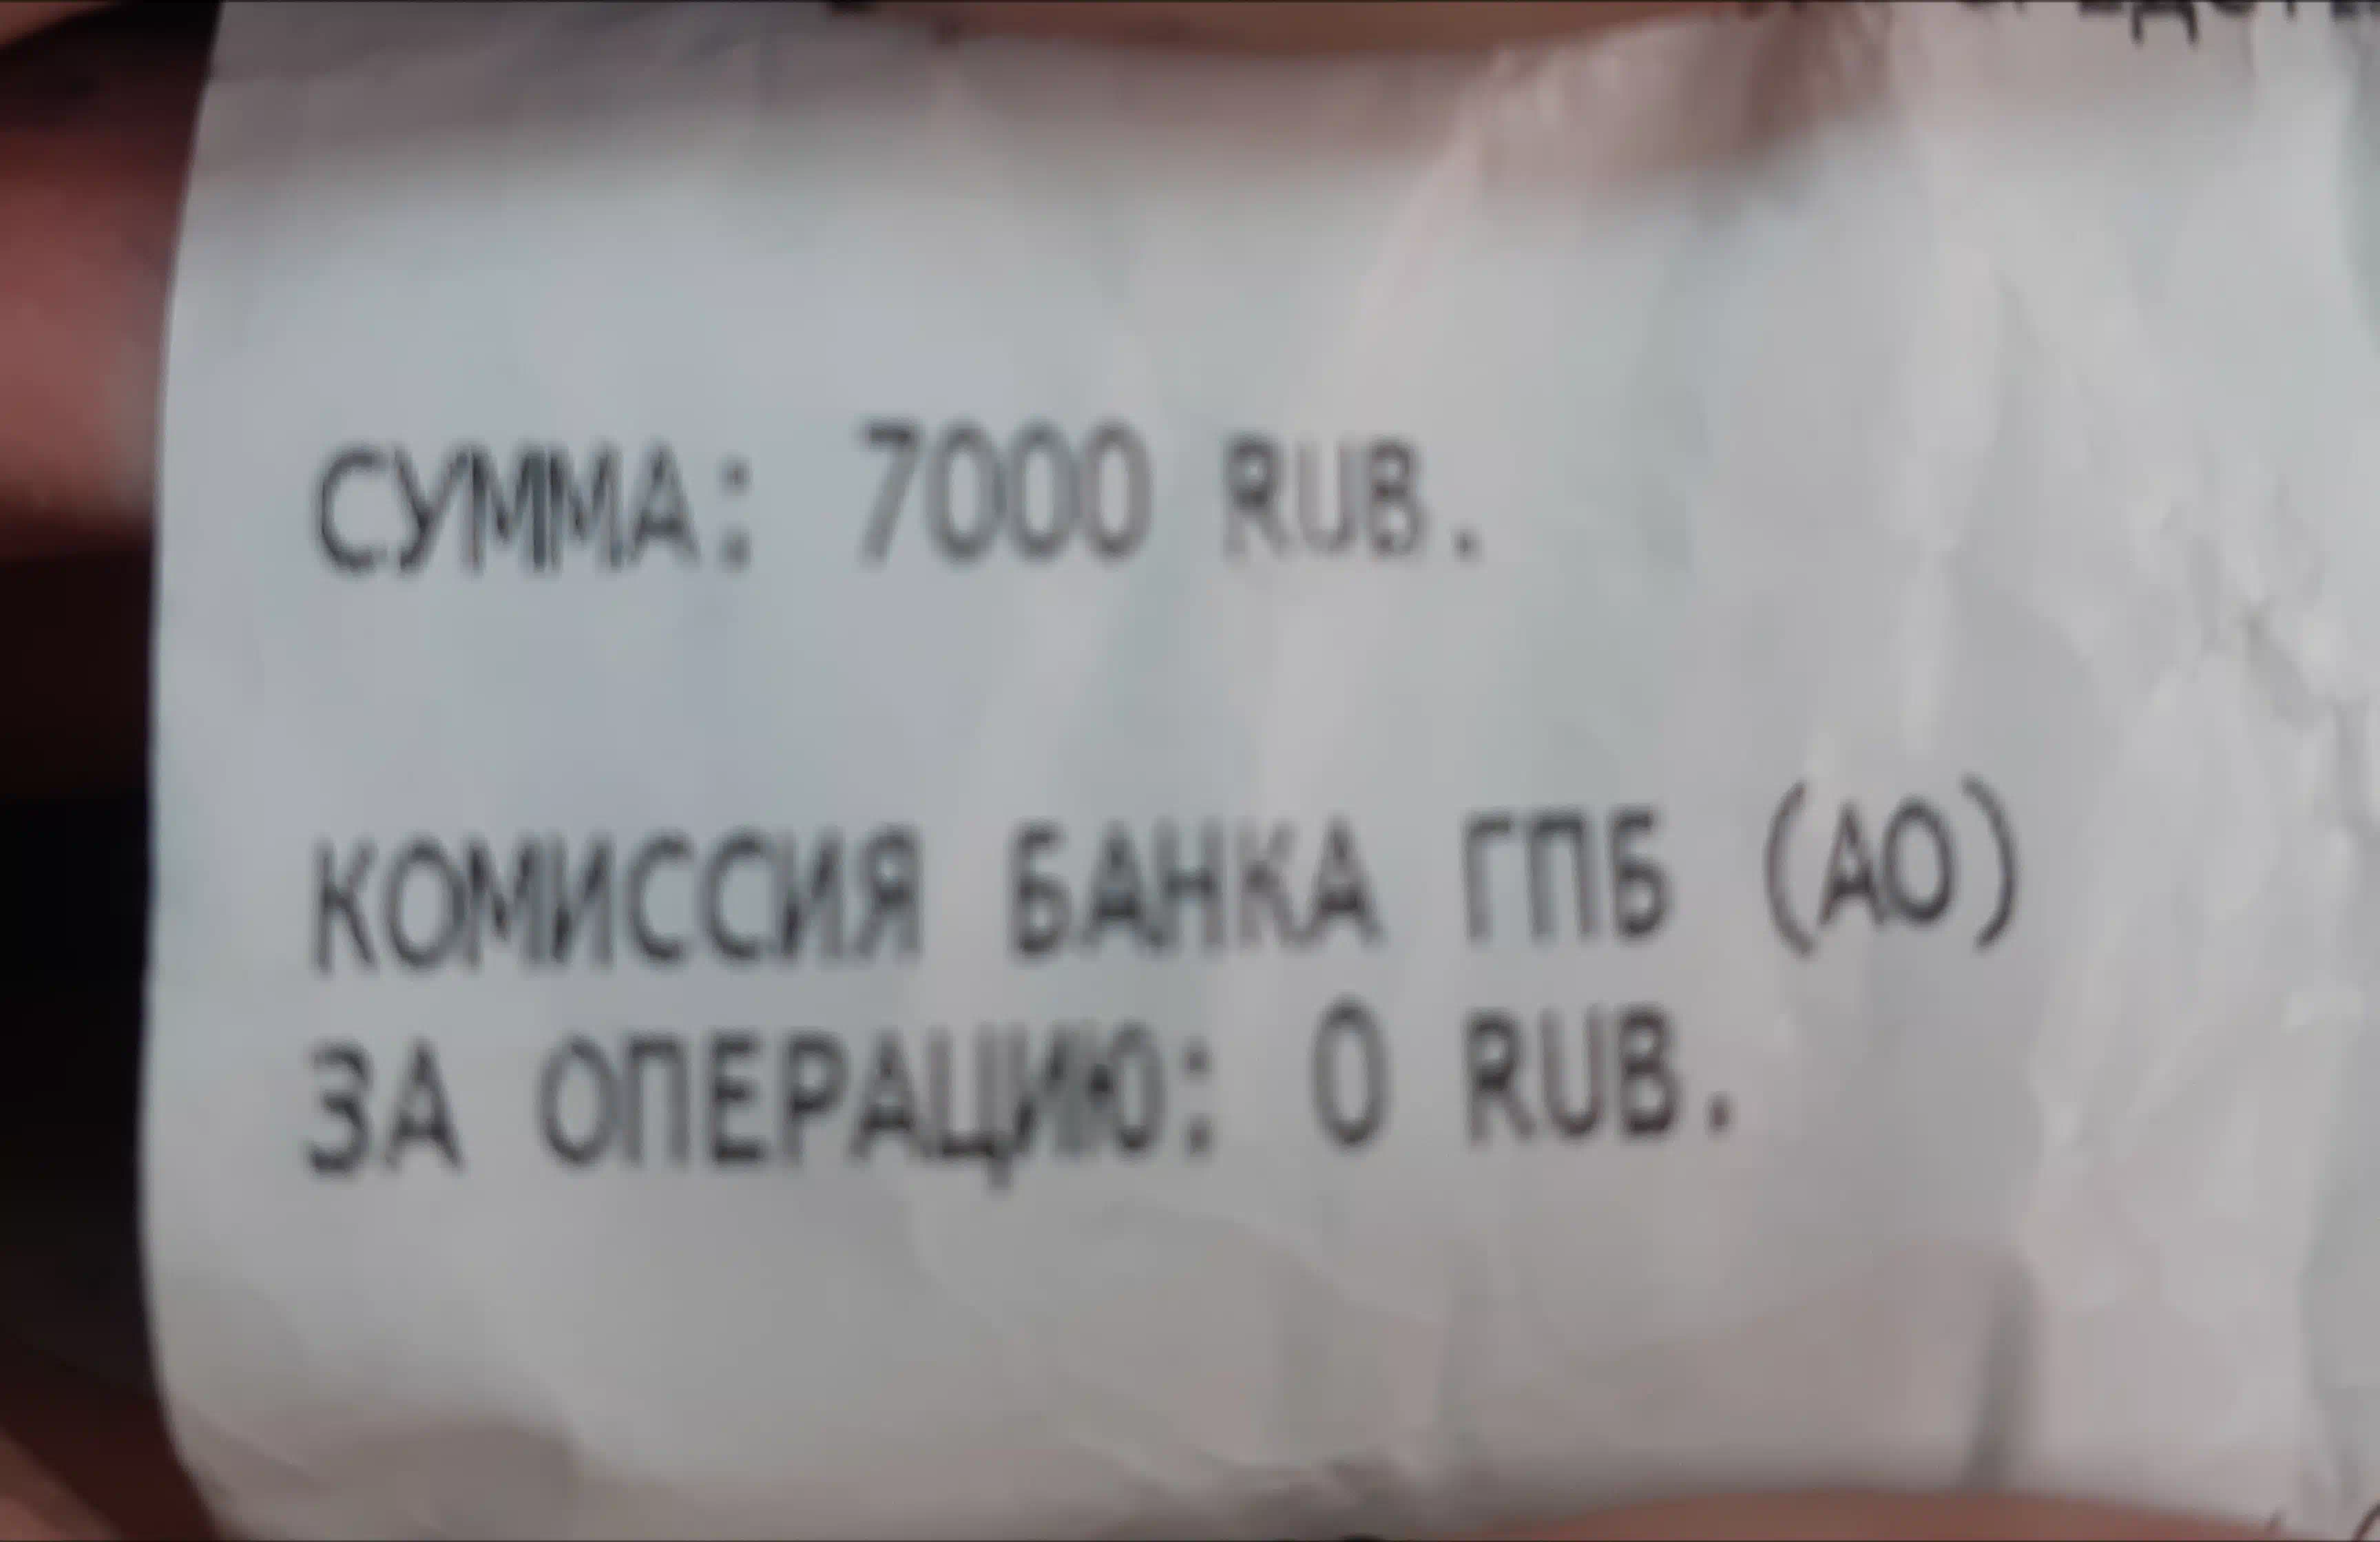 СУММА: 7000 RUB.
КОМИССИЯ БАНКА ГПБ (АО)
ЗА ОПЕРАЦИЮ: 0 RUB.